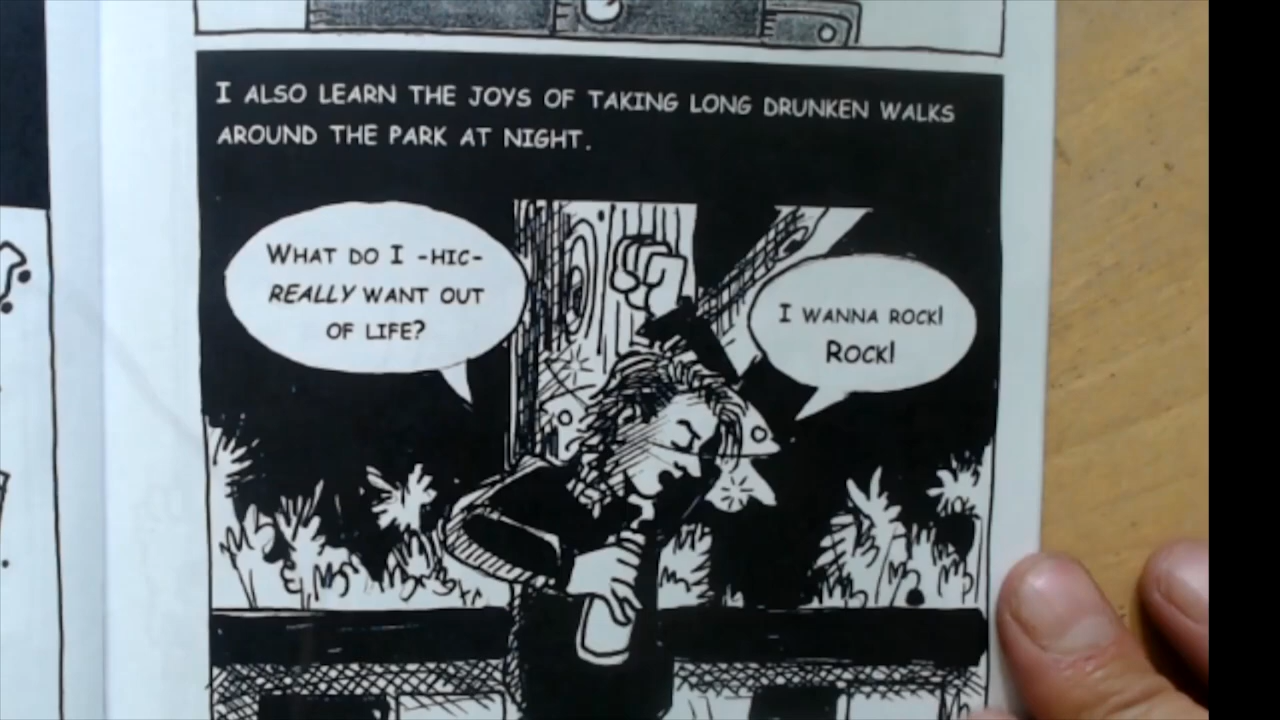 I ALSO LEARN THE JOYS OF TAKING LONG DRUNKEN WALKS
AROUND THE PARK AT NIGHT.
WHAT DO I -HIC-
REALLY WANT OUT
OF LIFE?
I WANNA ROCK!
ROCK!